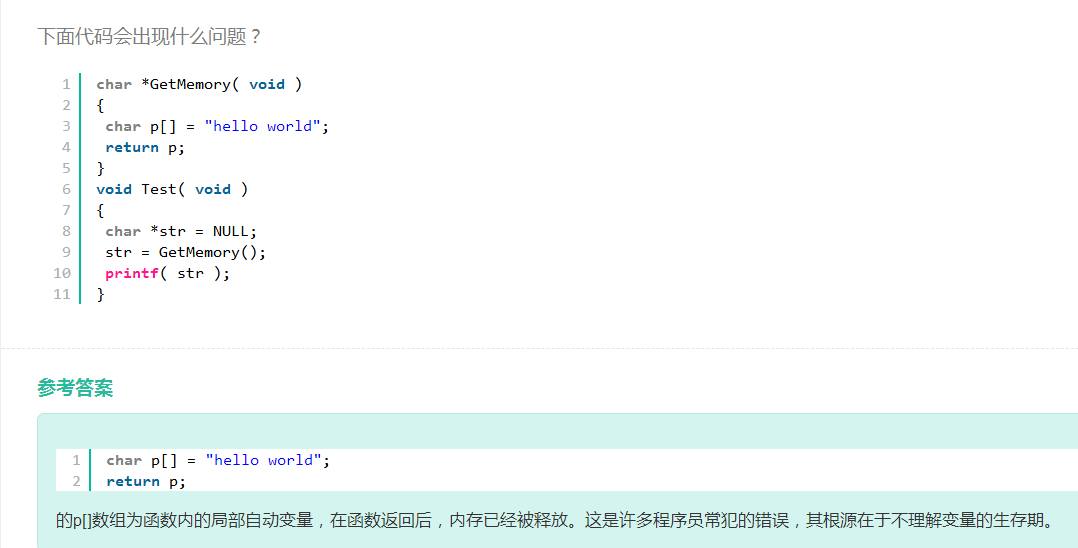 下面代码会出现什么问题？
1 char *GetMemory( void )
2 {
3 char p[] = "hello world";
4 return p;
5 }
6 void Test( void )
7 {
8 char *str = NULL;
9 str = GetMemory();
10 printf( str );
11 }
参考答案
1 char p[] = "hello world";
2 return p;
的p[]数组为函数内的局部自动变量，在函数返回后，内存已经被释放。这是许多程序员常犯的错误，其根源在于不理解变量的生存期。